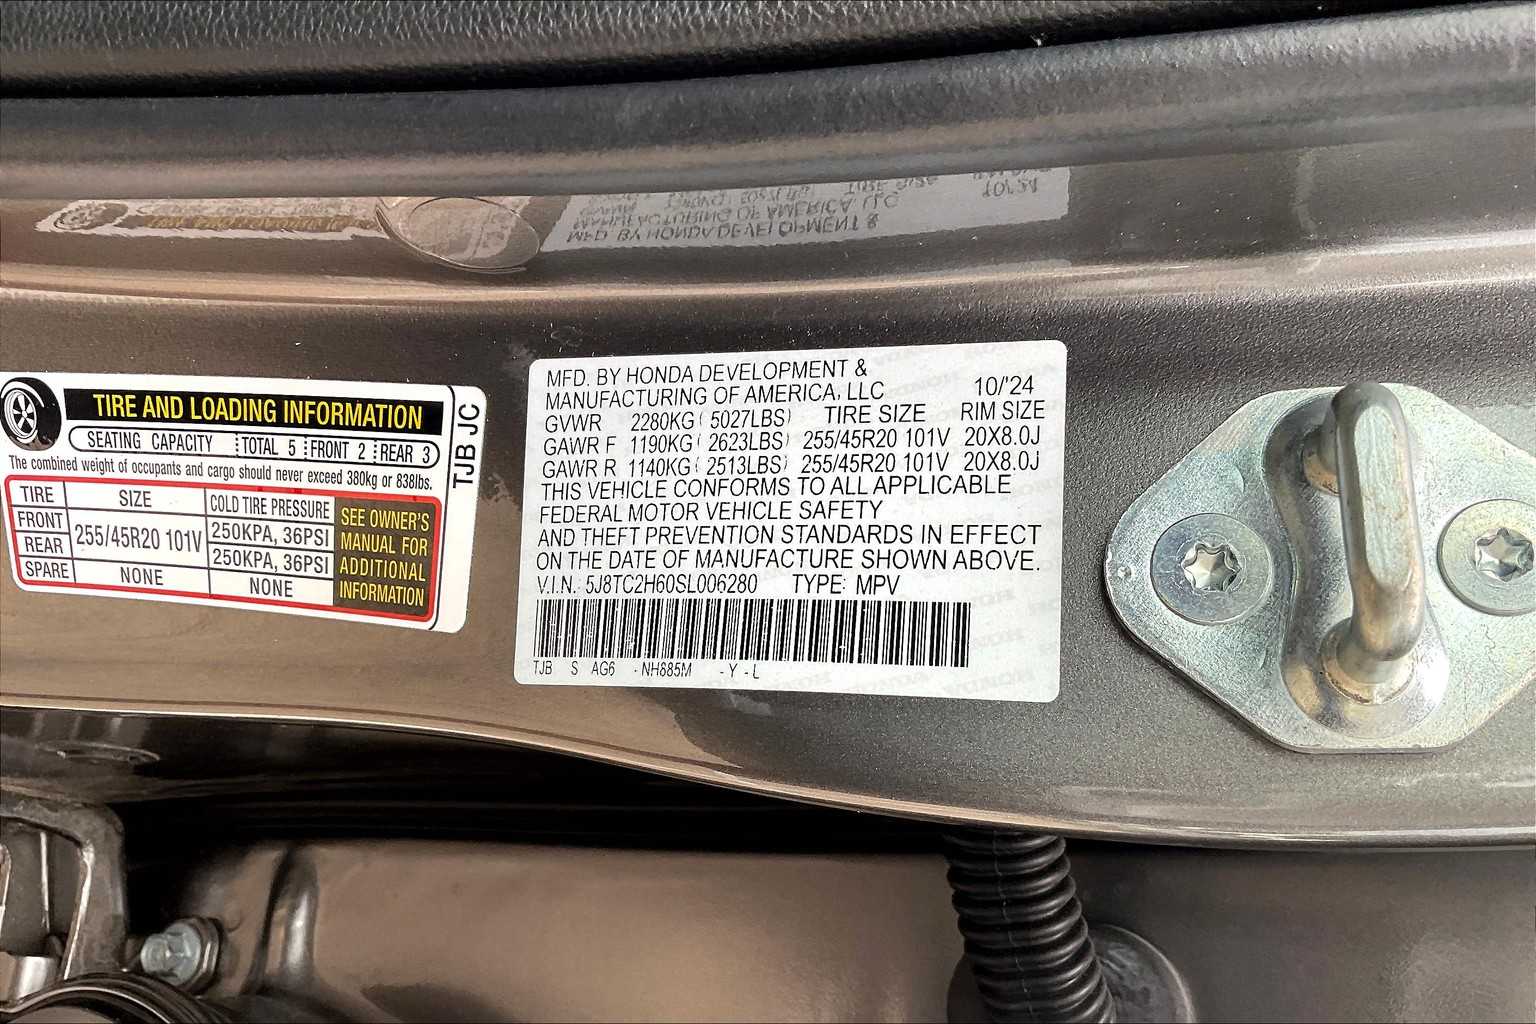 TIRE AND LOADING INFORMATION
SEATING CAPACITY TOTAL 5 FRONT 2 REAR 3
The combined weight of occupants and cargo should never exceed 380kg or 838lbs.
TIRE SIZE COLD TIRE PRESSURE
FRONT 255/45R20 101V 250KPA, 36PSI
REAR 250KPA, 36PSI
SPARE NONE NONE
SEE OWNER'S
MANUAL FOR
ADDITIONAL
INFORMATION
TJB JC
MFD. BY HONDA DEVELOPMENT &
MANUFACTURING OF AMERICA, LLC 10/'24
GVWR 2280KG ( 5027LBS) TIRE SIZE RIM SIZE
GAWR F 1190KG ( 2623LBS) 255/45R20 101V 20X8.0J
GAWR R 1140KG ( 2513LBS) 255/45R20 101V 20X8.0J
THIS VEHICLE CONFORMS TO ALL APPLICABLE
FEDERAL MOTOR VEHICLE SAFETY
AND THEFT PREVENTION STANDARDS IN EFFECT
ON THE DATE OF MANUFACTURE SHOWN ABOVE.
V.I.N.: 5J8TC2H60SL006280 TYPE: MPV
TJB S AG6 - NH885M - Y - L